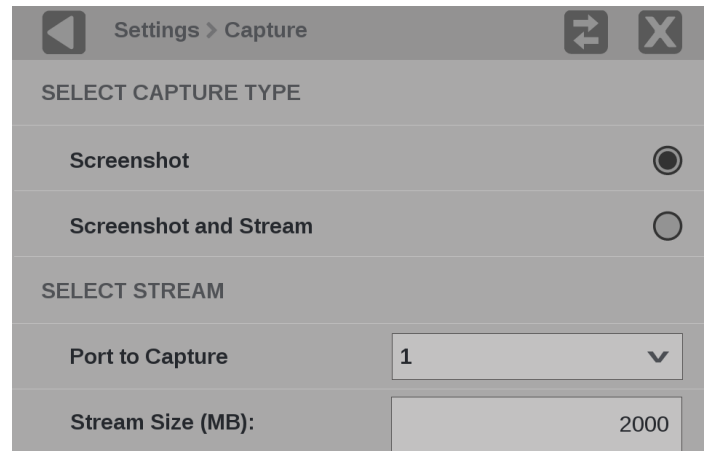 Settings > Capture
SELECT CAPTURE TYPE
Screenshot
Screenshot and Stream
SELECT STREAM
Port to Capture 1
Stream Size (MB): 2000